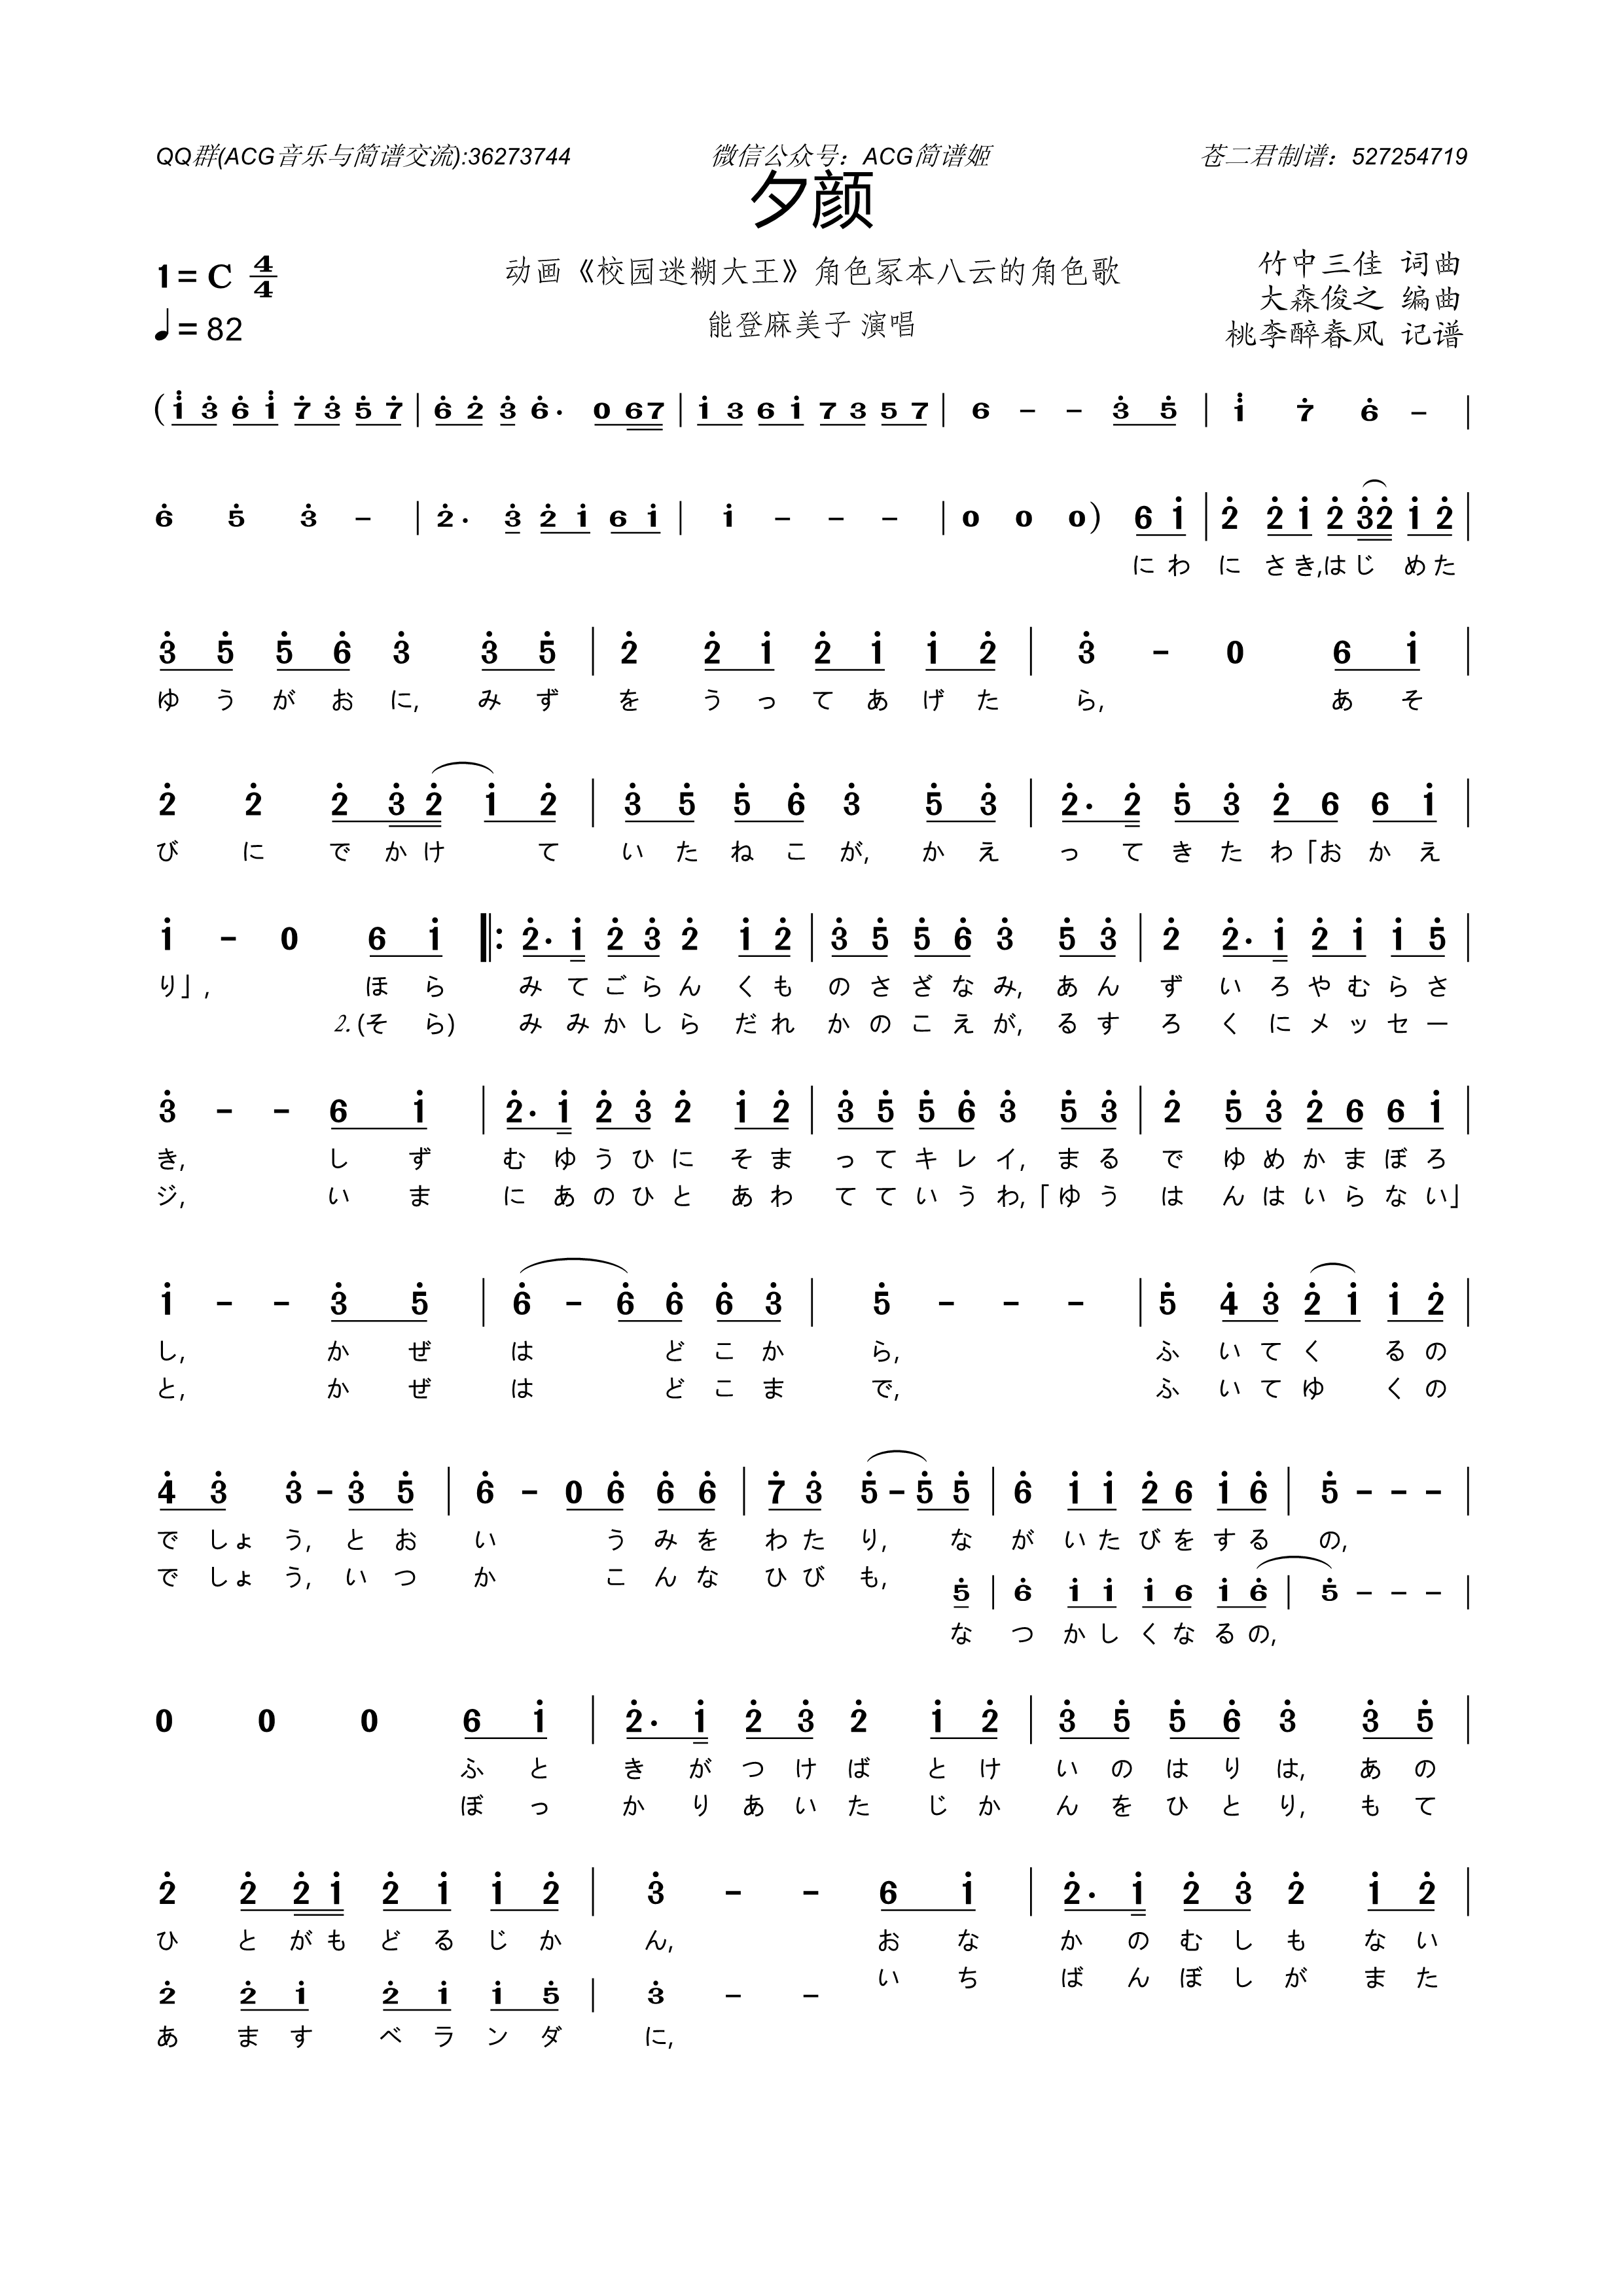 QQ群(ACG音乐与简谱交流):36273744 微信公众号：ACG简谱姬 苍二君制谱：527254719
夕颜
1=C 4/4 动画《校园迷糊大王》角色冢本八云的角色歌 竹中三佳 词曲
大森俊之 编曲
♩=82 能登麻美子 演唱 桃李醉春风 记谱
(1 3 6 1 7 3 5 7 | 6 2 3 6. 0 6 7 | 1 3 6 1 7 3 5 7 | 6 - - 3 5 | 1 7 6 - |
6 5 3 - | 2. 3 2 1 6 1 | 1 - - - | 0 0 0) 6 1 | 2 2 1 2 3 2 1 2 |
にわ に さき,はじ めた
3 5 5 6 3 3 5 | 2 2 1 2 1 1 2 | 3 - 0 6 1 |
ゆ う が お に, み ず を う っ て あ げ た ら, あ そ
2 2 2 3 2 1 2 | 3 5 5 6 3 5 3 | 2. 2 5 3 2 6 6 1 |
び に で か け て い た ね こ が, か え っ て き た わ「お か え
1 - 0 6 1 |: 2. 1 2 3 2 1 2 | 3 5 5 6 3 5 3 | 2 2. 1 2 1 1 5 |
り」, ほ ら み て ご ら ん く も の さ ざ な み, あ ん ず い ろ や む ら さ
2.(そ ら) み み か し ら だ れ か の こ え が, る す ろ く に メ ッ セ ー
3 - - 6 1 | 2. 1 2 3 2 1 2 | 3 5 5 6 3 5 3 | 2 5 3 2 6 6 1 |
き, し ず む ゆ う ひ に そ ま っ て キ レ イ, ま る で ゆ め か ま ぼ ろ
ジ, い ま に あ の ひ と あ わ て て い う わ,「ゆ う は ん は い ら な い」
1 - - 3 5 | 6 - 6 6 6 3 | 5 - - - | 5 4 3 2 1 1 2 |
し, か ぜ は ど こ か ら, ふ い て く る の
と, か ぜ は ど こ ま で, ふ い て ゆ く の
4 3 3 - 3 5 | 6 - 0 6 6 6 | 7 3 5 - 5 5 | 6 1 1 2 6 1 6 | 5 - - - |
で しょ う, と お い う み を わ た り, な が い た び を す る の,
で しょ う, い つ か こ ん な ひ び も,
5 | 6 1 1 1 6 1 6 | 5 - - - |
な つ か し く な る の,
0 0 0 6 1 | 2. 1 2 3 2 1 2 | 3 5 5 6 3 3 5 |
ふ と き が つ け ば と け い の は り は, あ の
ぼ っ か り あ い た じ か ん を ひ と り, も て
2 2 2 1 2 1 1 2 | 3 - - 6 1 | 2. 1 2 3 2 1 2 |
ひ と が も ど る じ か ん, お な か の む し も な い
い ち ば ん ぼ し が ま た
2 2 1 2 1 1 5 | 3 - -
あ ま す ベ ラ ン ダ に,